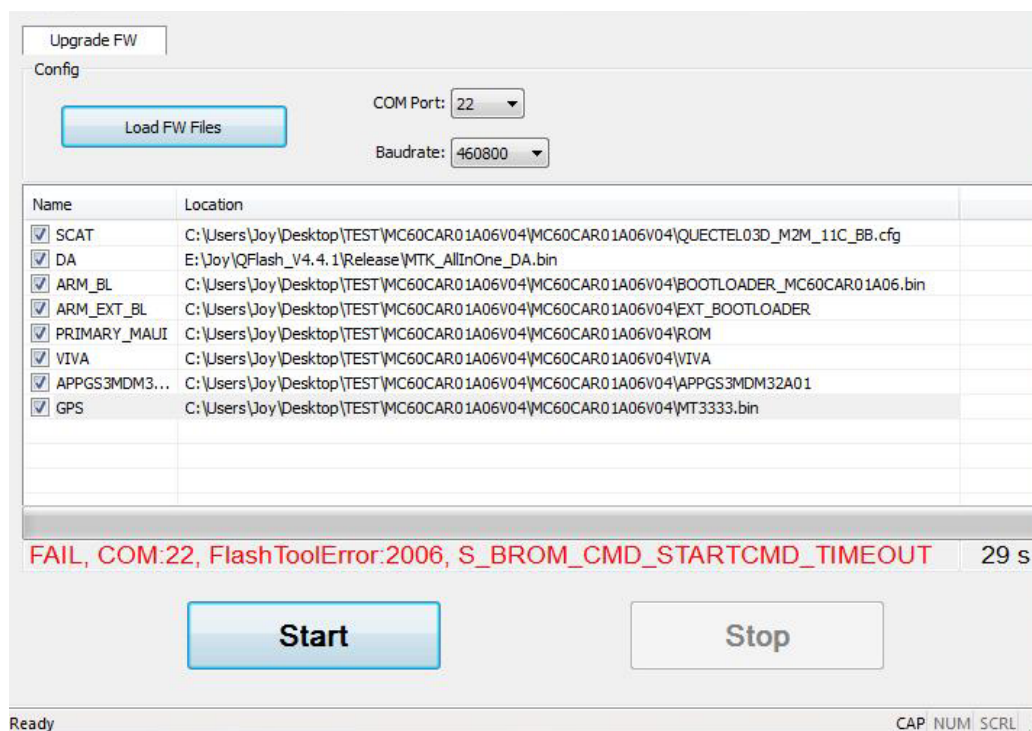 Upgrade FW
Config
Load FW Files
COM Port: 22
Baudrate: 460800
Name Location
SCAT C:\Users\Joy\Desktop\TEST\MC60CAR01A06V04\MC60CAR01A06V04\QUECTEL03D_M2M_11C_BB.cfg
DA E:\Joy\QFlash_V4.4.1\Release\MTK_AllInOne_DA.bin
ARM_BL C:\Users\Joy\Desktop\TEST\MC60CAR01A06V04\MC60CAR01A06V04\BOOTLOADER_MC60CAR01A06.bin
ARM_EXT_BL C:\Users\Joy\Desktop\TEST\MC60CAR01A06V04\MC60CAR01A06V04\EXT_BOOTLOADER
PRIMARY_MAUI C:\Users\Joy\Desktop\TEST\MC60CAR01A06V04\MC60CAR01A06V04\ROM
VIVA C:\Users\Joy\Desktop\TEST\MC60CAR01A06V04\MC60CAR01A06V04\VIVA
APPGS3MDM3... C:\Users\Joy\Desktop\TEST\MC60CAR01A06V04\MC60CAR01A06V04\APPGS3MDM32A01
GPS C:\Users\Joy\Desktop\TEST\MC60CAR01A06V04\MC60CAR01A06V04\MT3333.bin
FAIL, COM:22, FlashToolError:2006, S_BROM_CMD_STARTCMD_TIMEOUT 29 s
Start Stop
Ready CAP NUM SCRL